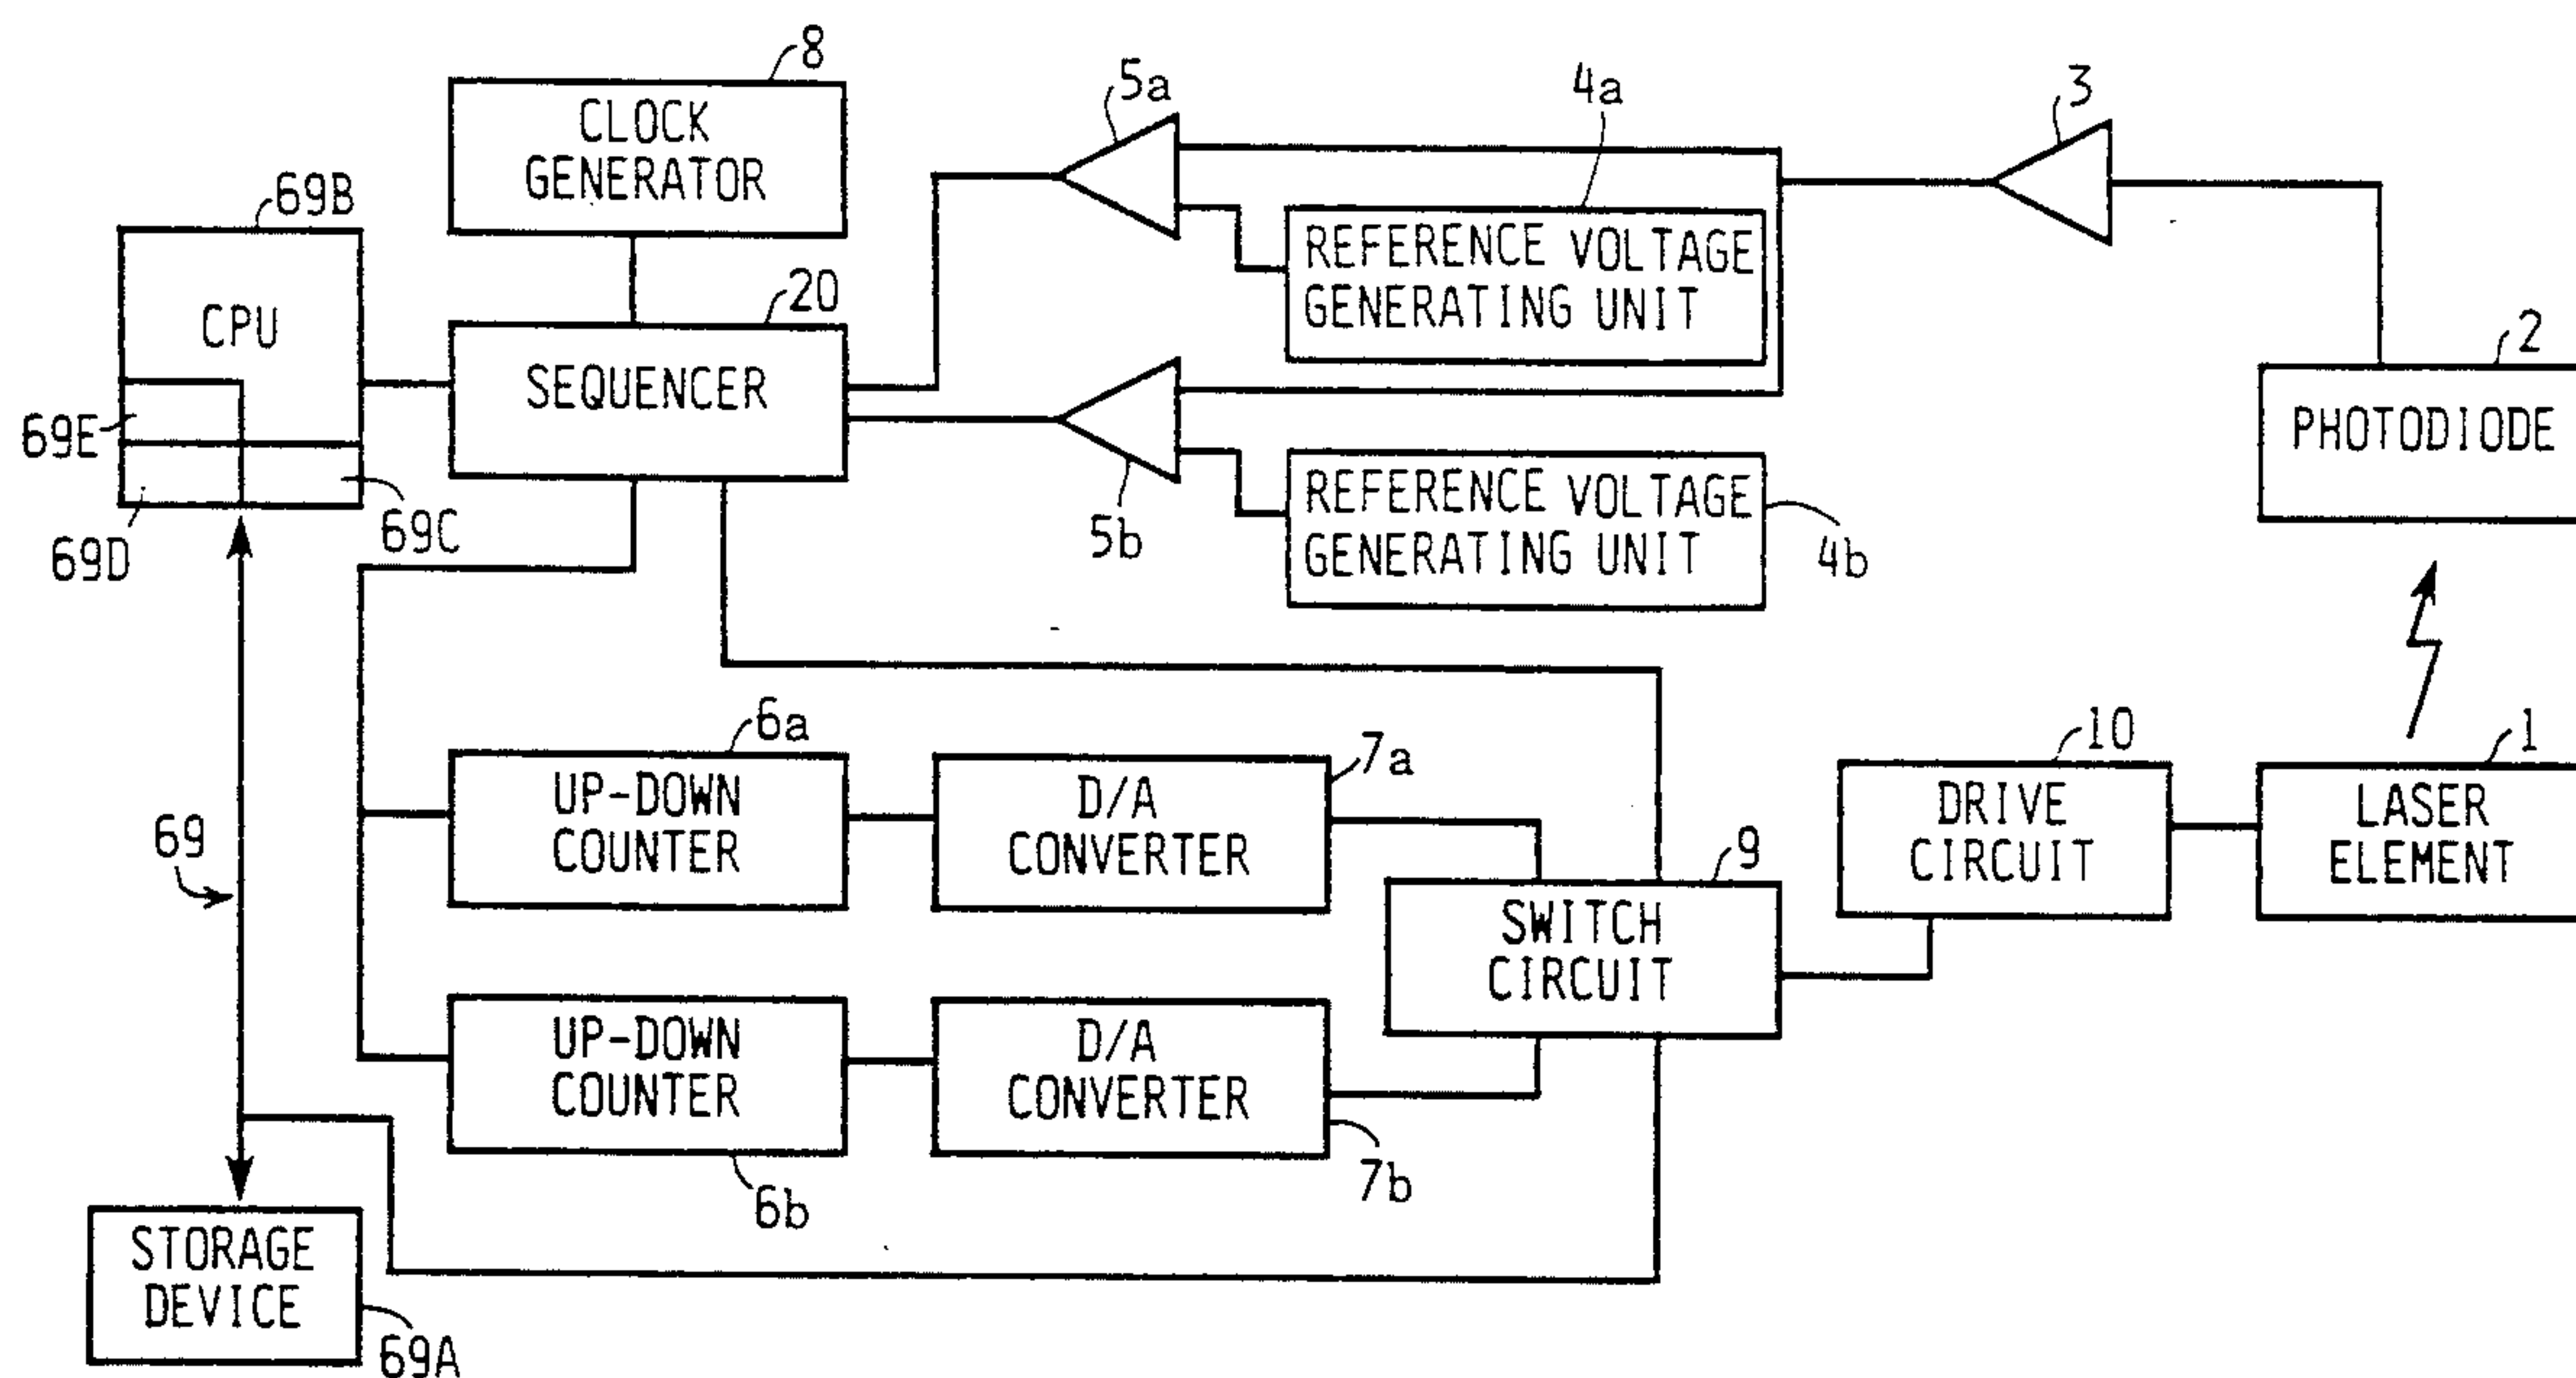 8
CLOCK
GENERATOR
5a
4a
3
69B
CPU
20
SEQUENCER
REFERENCE VOLTAGE
GENERATING UNIT
2
PHOTODIODE
69E
69D
69C
5b
REFERENCE VOLTAGE
GENERATING UNIT
4b
6a
UP-DOWN
COUNTER
7a
D/A
CONVERTER
10
DRIVE
CIRCUIT
1
LASER
ELEMENT
69
9
SWITCH
CIRCUIT
UP-DOWN
COUNTER
6b
D/A
CONVERTER
7b
STORAGE
DEVICE
69A